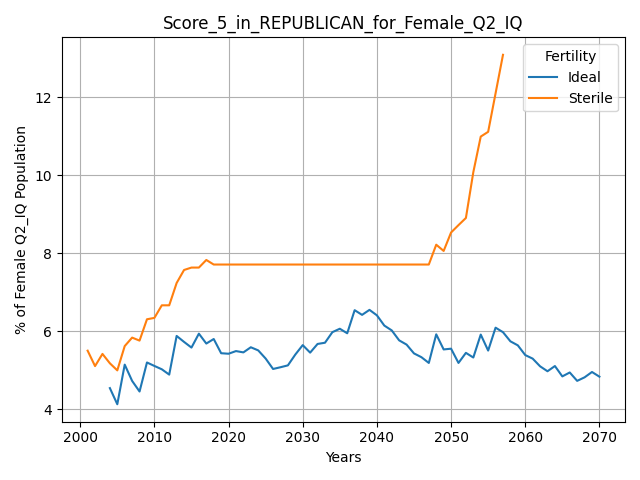 Score_5_in_REPUBLICAN_for_Female_Q2_IQ
Fertility
Ideal
Sterile
% of Female Q2_IQ Population
12
10
8
6
4
2000 2010 2020 2030 2040 2050 2060 2070
Years